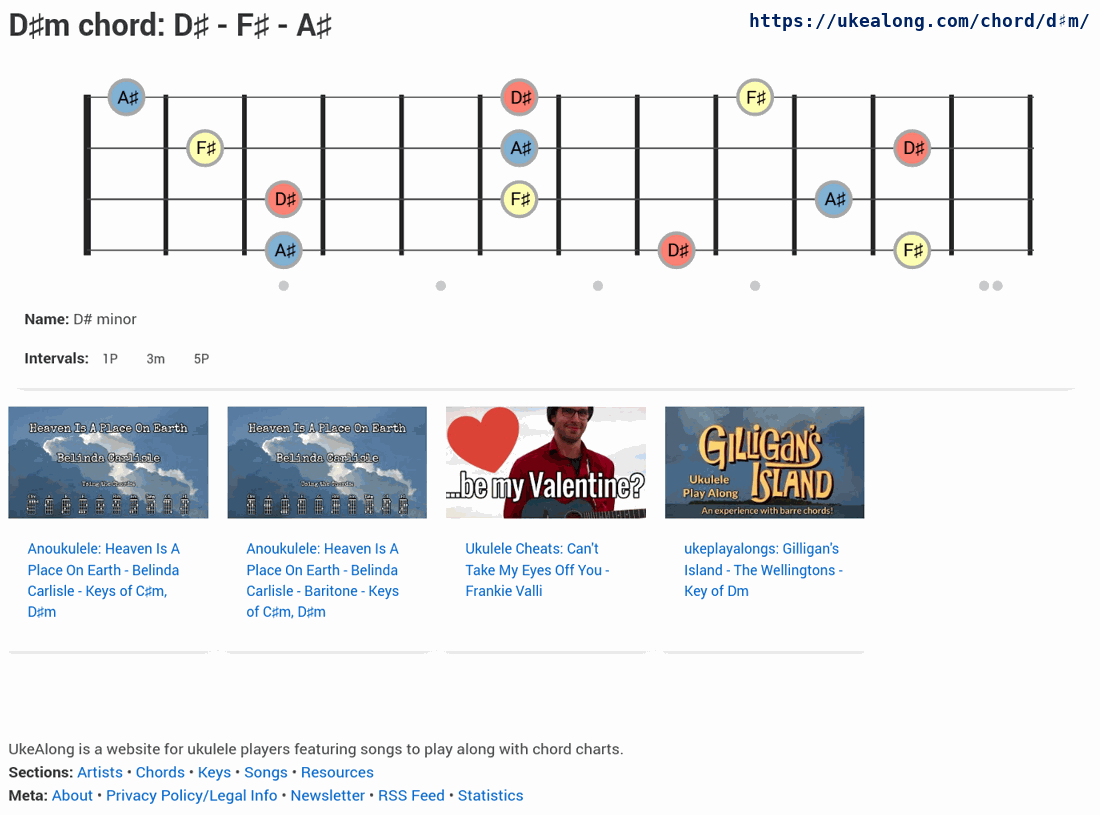 D♯m chord: D♯ - F♯ - A♯
https://ukealong.com/chord/d♯m/
A♯ D♯ F♯
F♯ A♯ D♯
D♯ F♯ A♯
A♯ D♯ F♯
Name: D# minor
Intervals: 1P 3m 5P
Heaven Is A Place On Earth
Belinda Carlisle
Heaven Is A Place On Earth
Belinda Carlisle
...be my Valentine?
GILLIGAN'S
ISLAND
Ukulele
Play Along
An experience with barre chords!
Anoukulele: Heaven Is A
Place On Earth - Belinda
Carlisle - Keys of C♯m,
D♯m
Anoukulele: Heaven Is A
Place On Earth - Belinda
Carlisle - Baritone - Keys
of C♯m, D♯m
Ukulele Cheats: Can't
Take My Eyes Off You -
Frankie Valli
ukeplayalongs: Gilligan's
Island - The Wellingtons -
Key of Dm
UkeAlong is a website for ukulele players featuring songs to play along with chord charts.
Sections: Artists • Chords • Keys • Songs • Resources
Meta: About • Privacy Policy/Legal Info • Newsletter • RSS Feed • Statistics